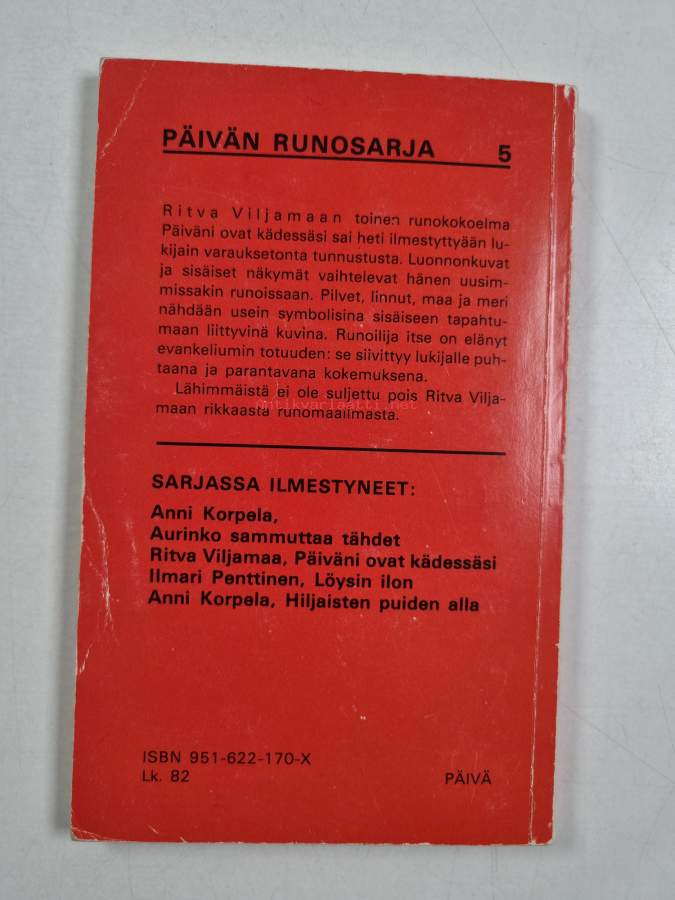 PÄIVÄN RUNOSARJA 5
Ritva Viljamaan toinen runokokoelma
Päiväni ovat kädessäsi sai heti ilmestyttyään lu-
kijain varauksetonta tunnustusta. Luonnonkuvat
ja sisäiset näkymät vaihtelevat hänen uusim-
missakin runoissaan. Pilvet, linnut, maa ja meri
nähdään usein symbolisina sisäiseen tapahtu-
maan liittyvinä kuvina. Runoilija itse on elänyt
evankeliumin totuuden: se siivittyy lukijalle puh-
taana ja parantavana kokemuksena.
Lähimmäistä ei ole suljettu pois Ritva Vilja-
maan rikkaasta runomaailmasta.
antikvariaatti.net
SARJASSA ILMESTYNEET:
Anni Korpela,
Aurinko sammuttaa tähdet
Ritva Viljamaa, Päiväni ovat kädessäsi
Ilmari Penttinen, Löysin ilon
Anni Korpela, Hiljaisten puiden alla
ISBN 951-622-170-X
Lk. 82 PÄIVÄ